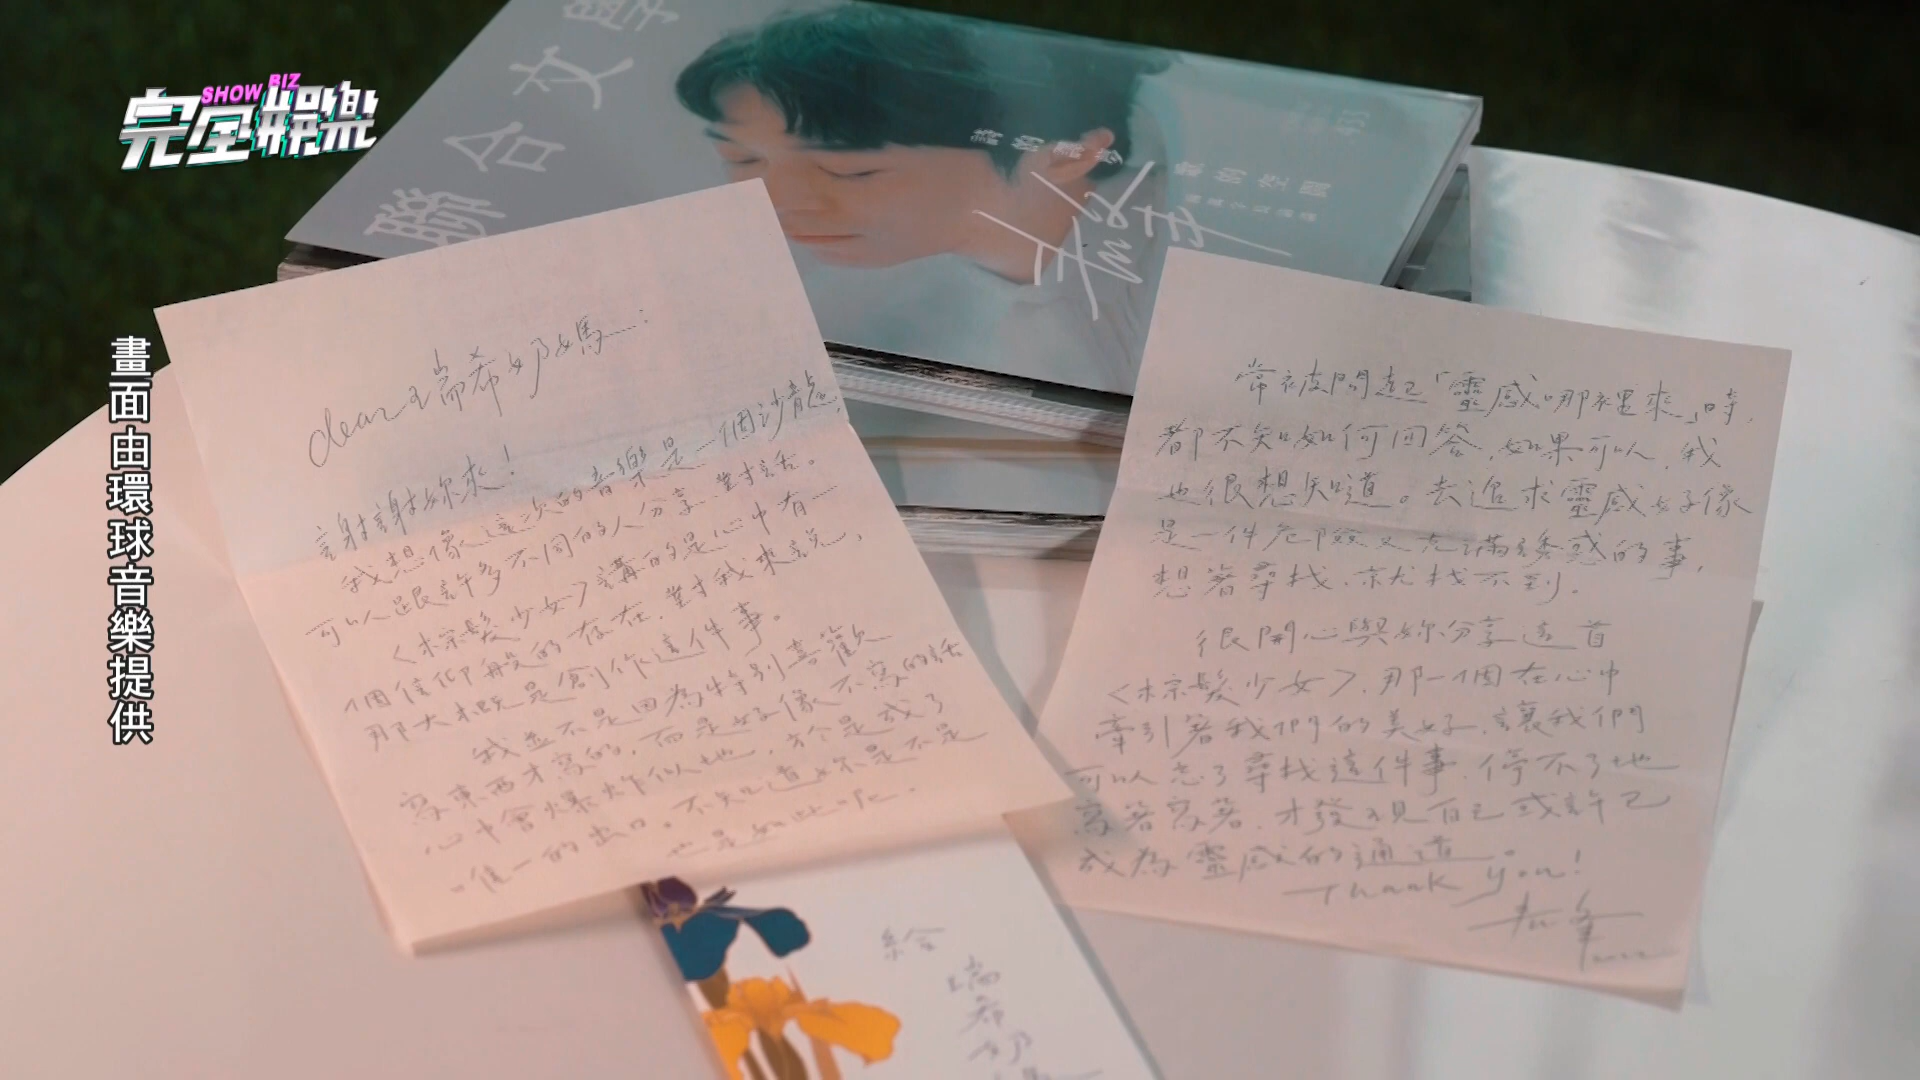 SHOW BIZ
完全娛樂
畫面由環球音樂提供
聯合文學
dear 瑞希奶媽：
謝謝妳來！
我想像這次的音樂是一個沙龍，
可以跟許多不同的人分享、對話。
〈棕髮少女〉講的是心中有一
個信仰般的存在，對我來說，
那大概是創作這件事。
我並不是因為特別喜歡
寫東西才寫的，而是好像不寫的話
心中會爆炸似地，於是成了
唯一的出口。不知道妳是不是
也是如此呢．
常被問起「靈感哪裡來」時，
都不知如何回答，如果可以，我
也很想知道。去追求靈感好像
是一件危險又充滿誘惑的事，
想著尋找，就找不到。
很開心與妳分享這首
〈棕髮少女〉，那一個在心中
牽引著我們的美好，讓我們
可以忘了尋找這件事，停不了地
寫著寫著，才發現自己或許已
成為靈感的通道。
Thank you!
青峯
2022
給
瑞希奶媽